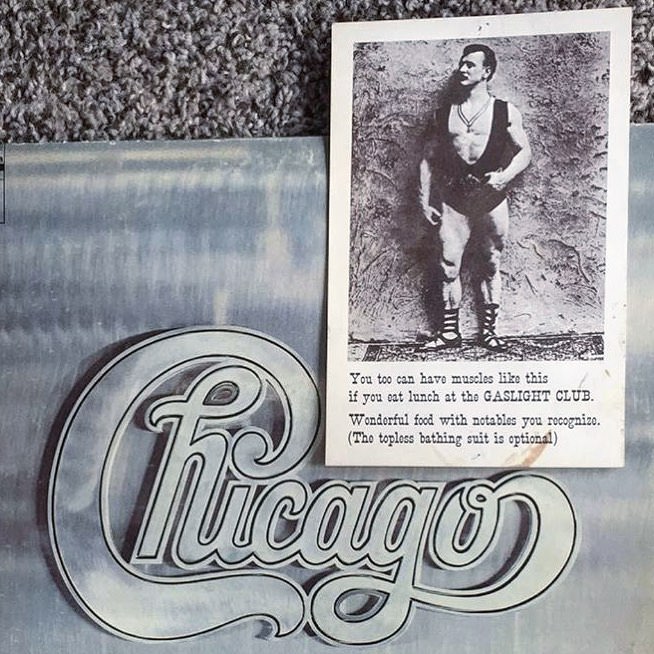 You too can have muscles like this
if you eat lunch at the GASLIGHT CLUB.
Wonderful food with notables you recognize.
(The topless bathing suit is optional)
Chicago